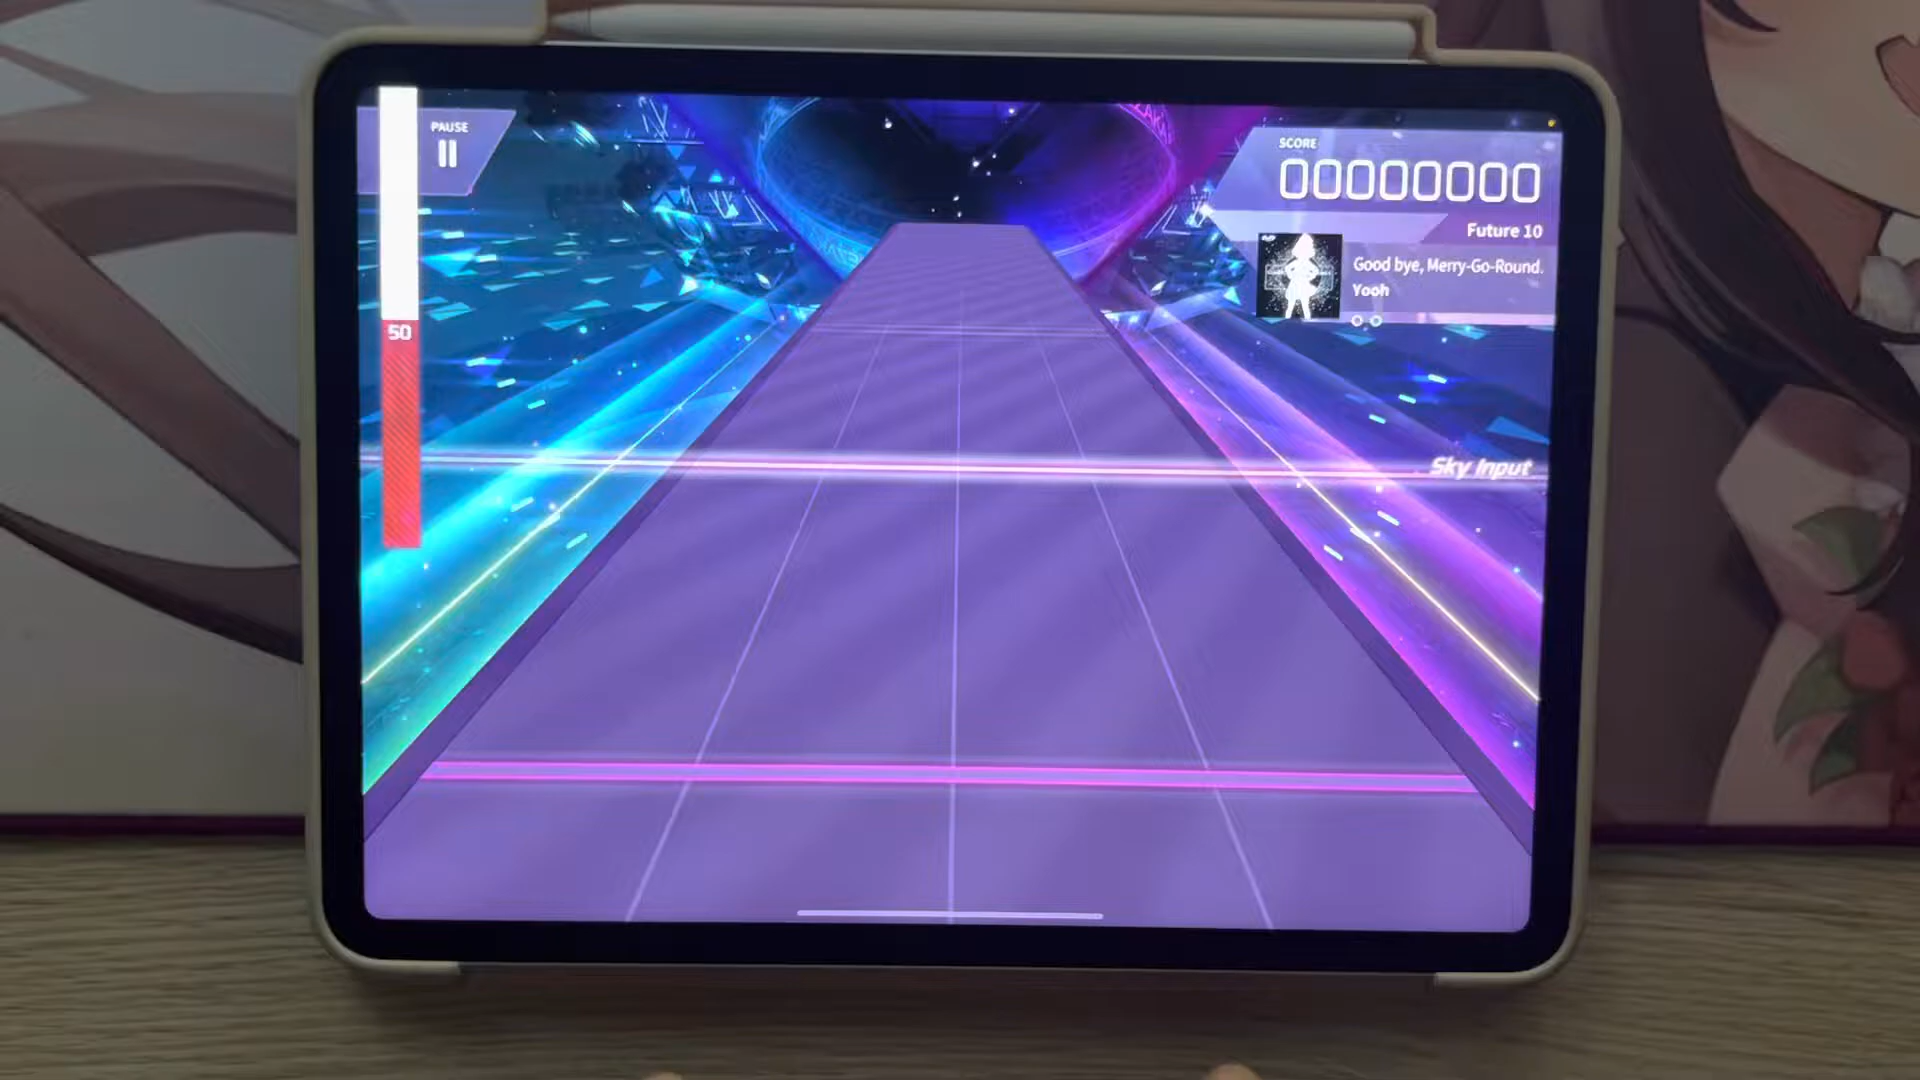 PAUSE
50
SCORE
00000000
Future 10
Good bye, Merry-Go-Round.
Yooh
Sky Input